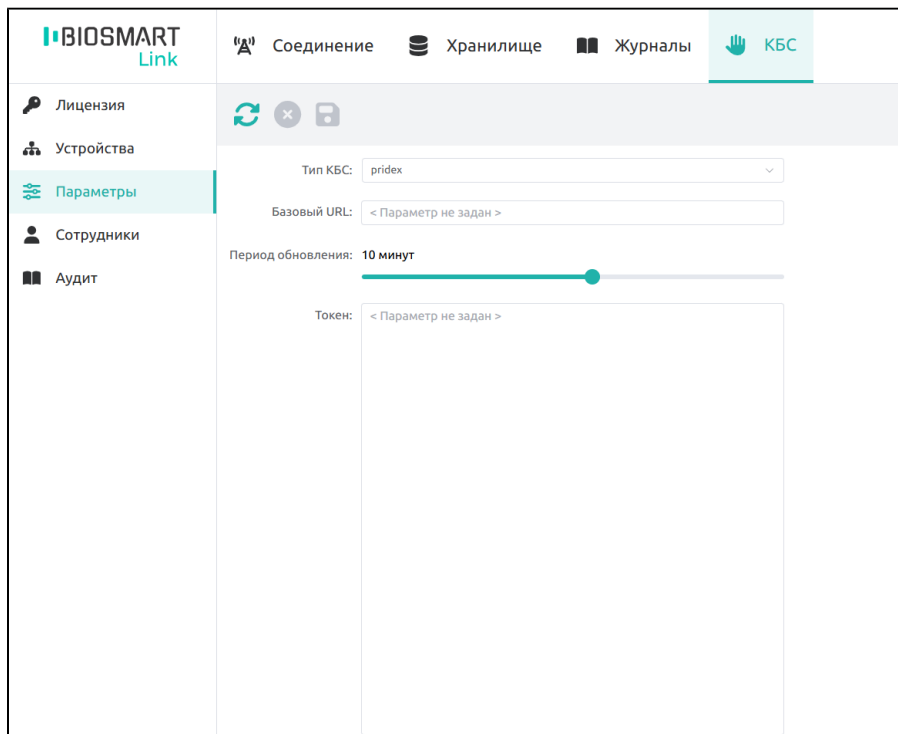 BIOSMART
Link
Соединение
Хранилище
Журналы
КБС
Лицензия
Устройства
Параметры
Сотрудники
Аудит
Тип КБС: pridex
Базовый URL: < Параметр не задан >
Период обновления: 10 минут
Токен: < Параметр не задан >